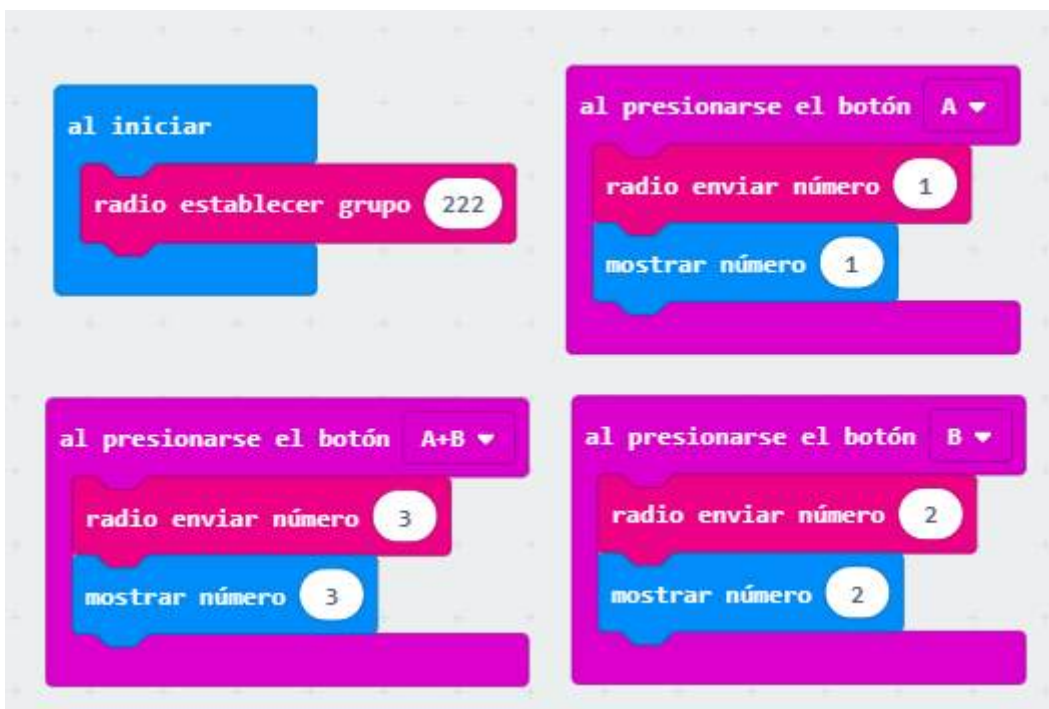 al iniciar
radio establecer grupo 222
al presionarse el botón A
radio enviar número 1
mostrar número 1
al presionarse el botón A+B
radio enviar número 3
mostrar número 3
al presionarse el botón B
radio enviar número 2
mostrar número 2